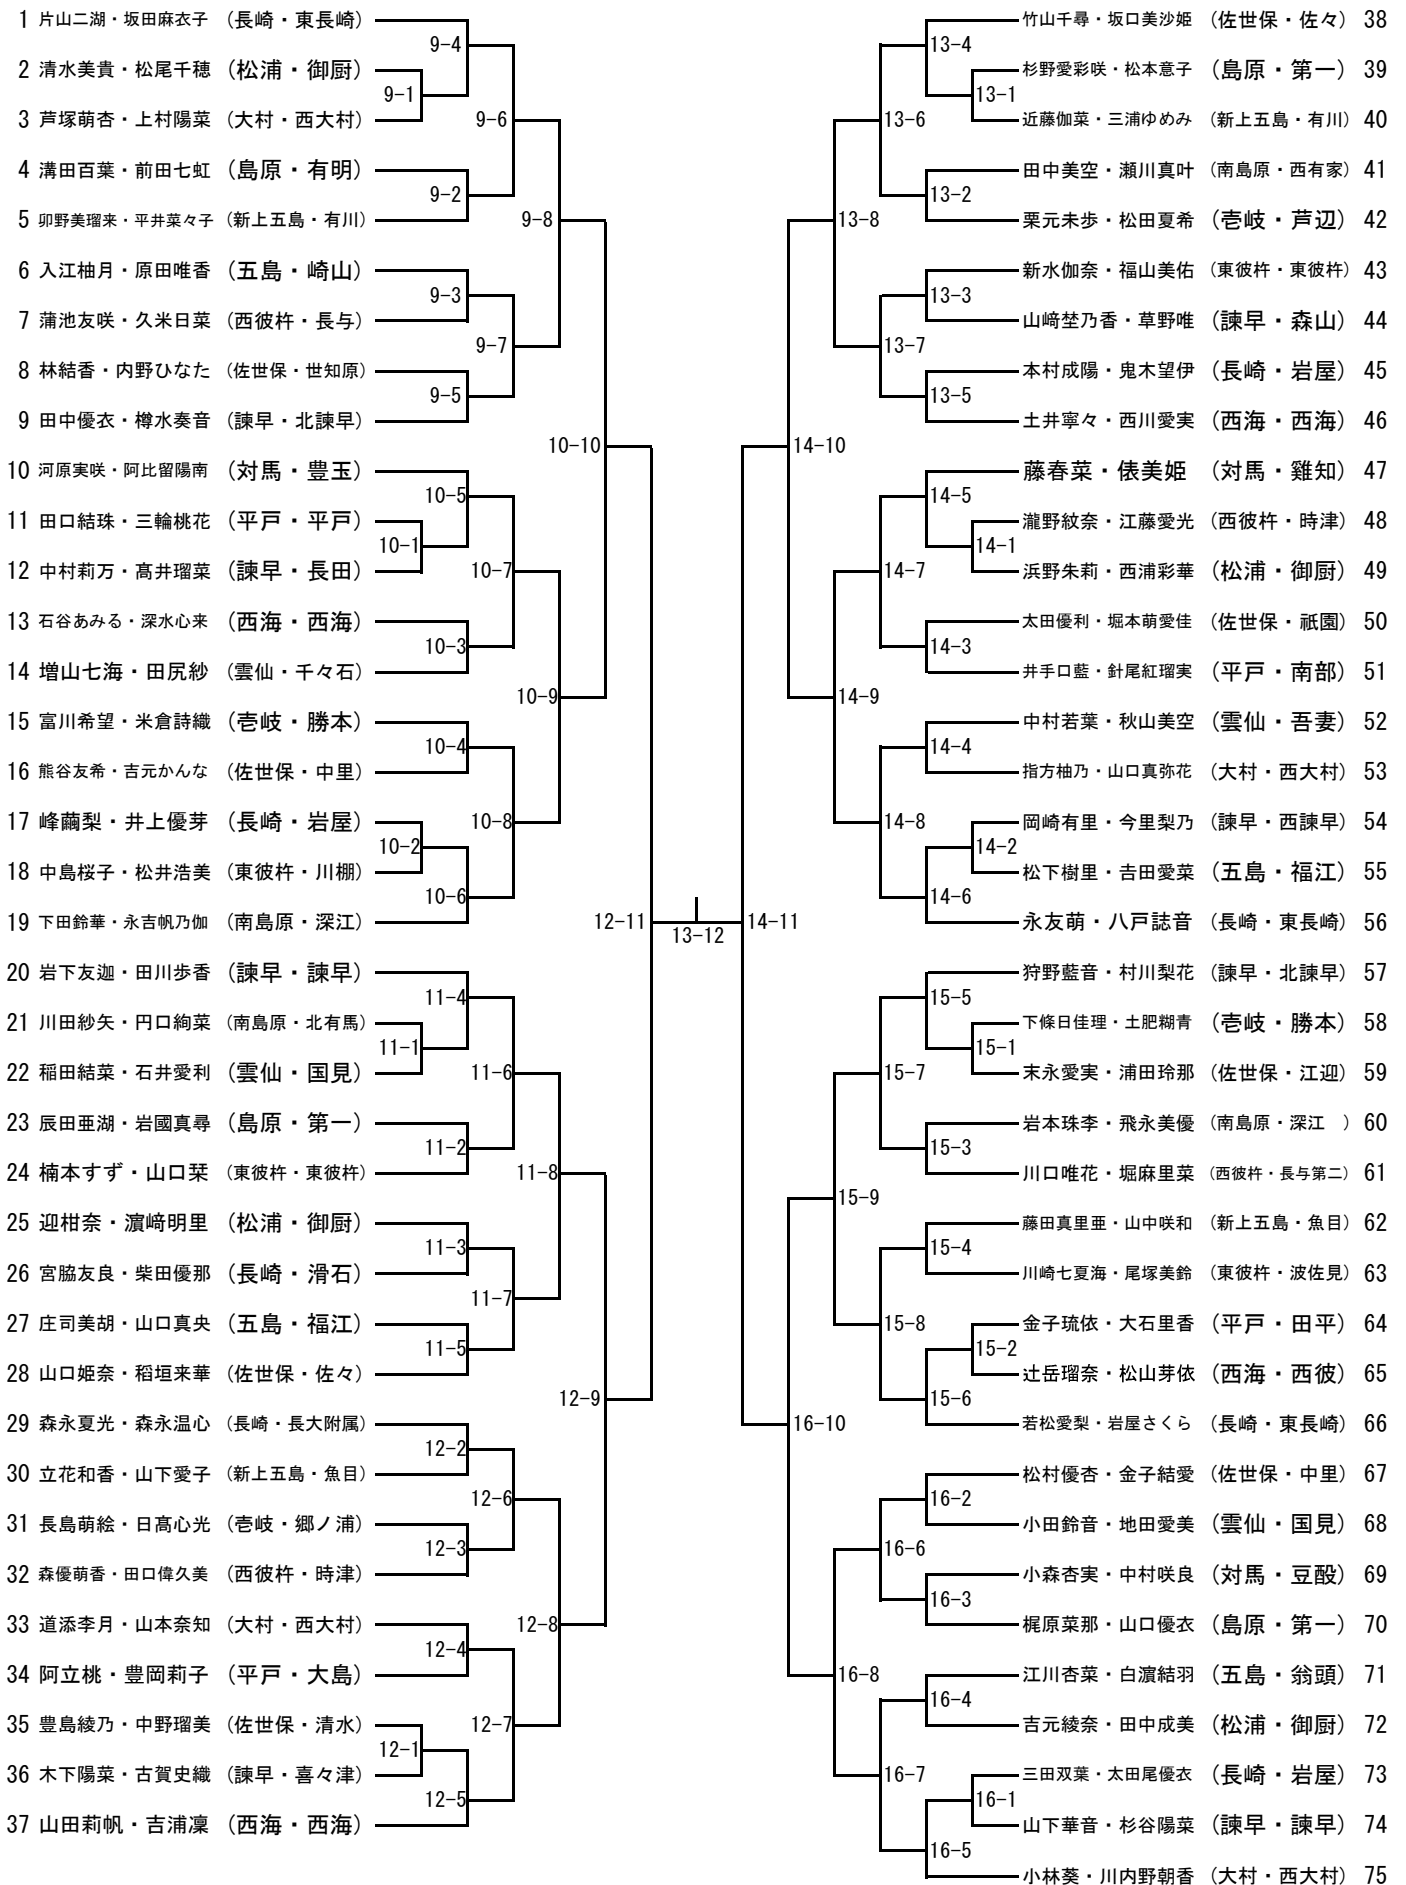 1 片山二湖・坂田麻衣子 (長崎・東長崎)
2 清水美貴・松尾千穂 (松浦・御厨)
3 芦塚萌杏・上村陽菜 (大村・西大村)
4 溝田百葉・前田七虹 (島原・有明)
5 卯野美瑠来・平井菜々子 (新上五島・有川)
6 入江柚月・原田唯香 (五島・崎山)
7 蒲池友咲・久米日菜 (西彼杵・長与)
8 林結香・内野ひなた (佐世保・世知原)
9 田中優衣・樽水奏音 (諫早・北諫早)
10 河原実咲・阿比留陽南 (対馬・豊玉)
11 田口結珠・三輪桃花 (平戸・平戸)
12 中村莉万・髙井瑠菜 (諫早・長田)
13 石谷あみる・深水心来 (西海・西海)
14 増山七海・田尻紗 (雲仙・千々石)
15 富川希望・米倉詩織 (壱岐・勝本)
16 熊谷友希・吉元かんな (佐世保・中里)
17 峰繭梨・井上優芽 (長崎・岩屋)
18 中島桜子・松井浩美 (東彼杵・川棚)
19 下田鈴華・永吉帆乃伽 (南島原・深江)
20 岩下友迦・田川歩香 (諫早・諫早)
21 川田紗矢・円口絢菜 (南島原・北有馬)
22 稲田結菜・石井愛利 (雲仙・国見)
23 辰田亜湖・岩國真尋 (島原・第一)
24 楠本すず・山口栞 (東彼杵・東彼杵)
25 迎柑奈・濵﨑明里 (松浦・御厨)
26 宮脇友良・柴田優那 (長崎・滑石)
27 庄司美胡・山口真央 (五島・福江)
28 山口姫奈・稲垣来華 (佐世保・佐々)
29 森永夏光・森永温心 (長崎・長大附属)
30 立花和香・山下愛子 (新上五島・魚目)
31 長島萌絵・日髙心光 (壱岐・郷ノ浦)
32 森優萌香・田口偉久美 (西彼杵・時津)
33 道添李月・山本奈知 (大村・西大村)
34 阿立桃・豊岡莉子 (平戸・大島)
35 豊島綾乃・中野瑠美 (佐世保・清水)
36 木下陽菜・古賀史織 (諫早・喜々津)
37 山田莉帆・吉浦凜 (西海・西海)
9-4
9-1
9-6
9-2
9-8
9-3
9-7
9-5
10-10
10-5
10-1
10-7
10-3
10-9
10-4
10-8
10-2
10-6
12-11
11-4
11-1
11-6
11-2
11-8
11-3
11-7
11-5
12-9
12-2
12-6
12-3
12-8
12-4
12-7
12-1
12-5
13-12
13-4
13-1
13-6
13-2
13-8
13-3
13-7
13-5
14-10
14-5
14-1
14-7
14-3
14-9
14-4
14-8
14-2
14-6
14-11
15-5
15-1
15-7
15-3
15-9
15-4
15-8
15-2
15-6
16-10
16-2
16-6
16-3
16-8
16-4
16-7
16-1
16-5
竹山千尋・坂口美沙姫 (佐世保・佐々) 38
杉野愛彩咲・松本意子 (島原・第一) 39
近藤伽菜・三浦ゆめみ (新上五島・有川) 40
田中美空・瀬川真叶 (南島原・西有家) 41
栗元未歩・松田夏希 (壱岐・芦辺) 42
新水伽奈・福山美佑 (東彼杵・東彼杵) 43
山﨑埜乃香・草野唯 (諫早・森山) 44
本村成陽・鬼木望伊 (長崎・岩屋) 45
土井寧々・西川愛実 (西海・西海) 46
藤春菜・俵美姫 (対馬・雞知) 47
瀧野紋奈・江藤愛光 (西彼杵・時津) 48
浜野朱莉・西浦彩華 (松浦・御厨) 49
太田優利・堀本萌愛佳 (佐世保・祇園) 50
井手口藍・針尾紅瑠実 (平戸・南部) 51
中村若葉・秋山美空 (雲仙・吾妻) 52
指方柚乃・山口真弥花 (大村・西大村) 53
岡崎有里・今里梨乃 (諫早・西諫早) 54
松下樹里・吉田愛菜 (五島・福江) 55
永友萌・八戸誌音 (長崎・東長崎) 56
狩野藍音・村川梨花 (諫早・北諫早) 57
下條日佳理・土肥糊青 (壱岐・勝本) 58
末永愛実・浦田玲那 (佐世保・江迎) 59
岩本珠李・飛永美優 (南島原・深江 ) 60
川口唯花・堀麻里菜 (西彼杵・長与第二) 61
藤田真里亜・山中咲和 (新上五島・魚目) 62
川崎七夏海・尾塚美鈴 (東彼杵・波佐見) 63
金子琉依・大石里香 (平戸・田平) 64
辻岳瑠奈・松山芽依 (西海・西彼) 65
若松愛梨・岩屋さくら (長崎・東長崎) 66
松村優杏・金子結愛 (佐世保・中里) 67
小田鈴音・地田愛美 (雲仙・国見) 68
小森杏実・中村咲良 (対馬・豆酘) 69
梶原菜那・山口優衣 (島原・第一) 70
江川杏菜・白濵結羽 (五島・翁頭) 71
吉元綾奈・田中成美 (松浦・御厨) 72
三田双葉・太田尾優衣 (長崎・岩屋) 73
山下華音・杉谷陽菜 (諫早・諫早) 74
小林葵・川内野朝香 (大村・西大村) 75